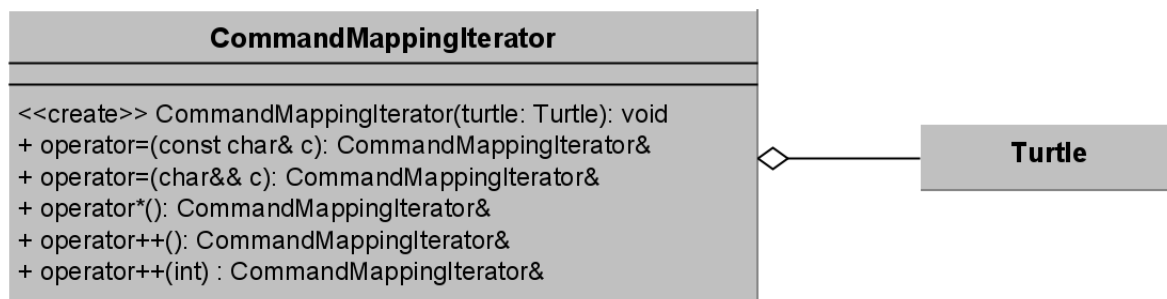 CommandMappingIterator
<<create>> CommandMappingIterator(turtle: Turtle): void
+ operator=(const char& c): CommandMappingIterator&
+ operator=(char&& c): CommandMappingIterator&
+ operator*(): CommandMappingIterator&
+ operator++(): CommandMappingIterator&
+ operator++(int) : CommandMappingIterator&
Turtle